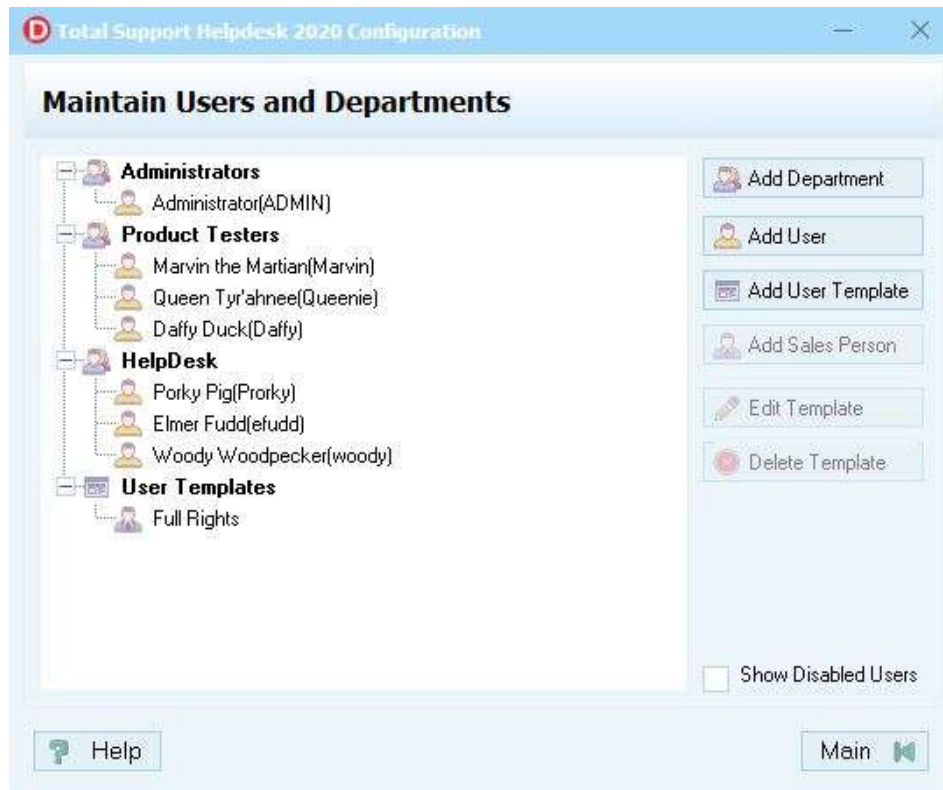 Total Support Helpdesk 2020 Configuration
Maintain Users and Departments
Administrators
Administrator(ADMIN)
Product Testers
Marvin the Martian(Marvin)
Queen Tyr'ahnee(Queenie)
Daffy Duck(Daffy)
HelpDesk
Porky Pig(Prorky)
Elmer Fudd(efudd)
Woody Woodpecker(woody)
User Templates
Full Rights
Add Department
Add User
Add User Template
Add Sales Person
Edit Template
Delete Template
Show Disabled Users
Help
Main